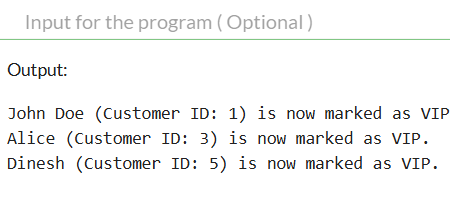 Input for the program ( Optional )
Output:
John Doe (Customer ID: 1) is now marked as VIP
Alice (Customer ID: 3) is now marked as VIP.
Dinesh (Customer ID: 5) is now marked as VIP.